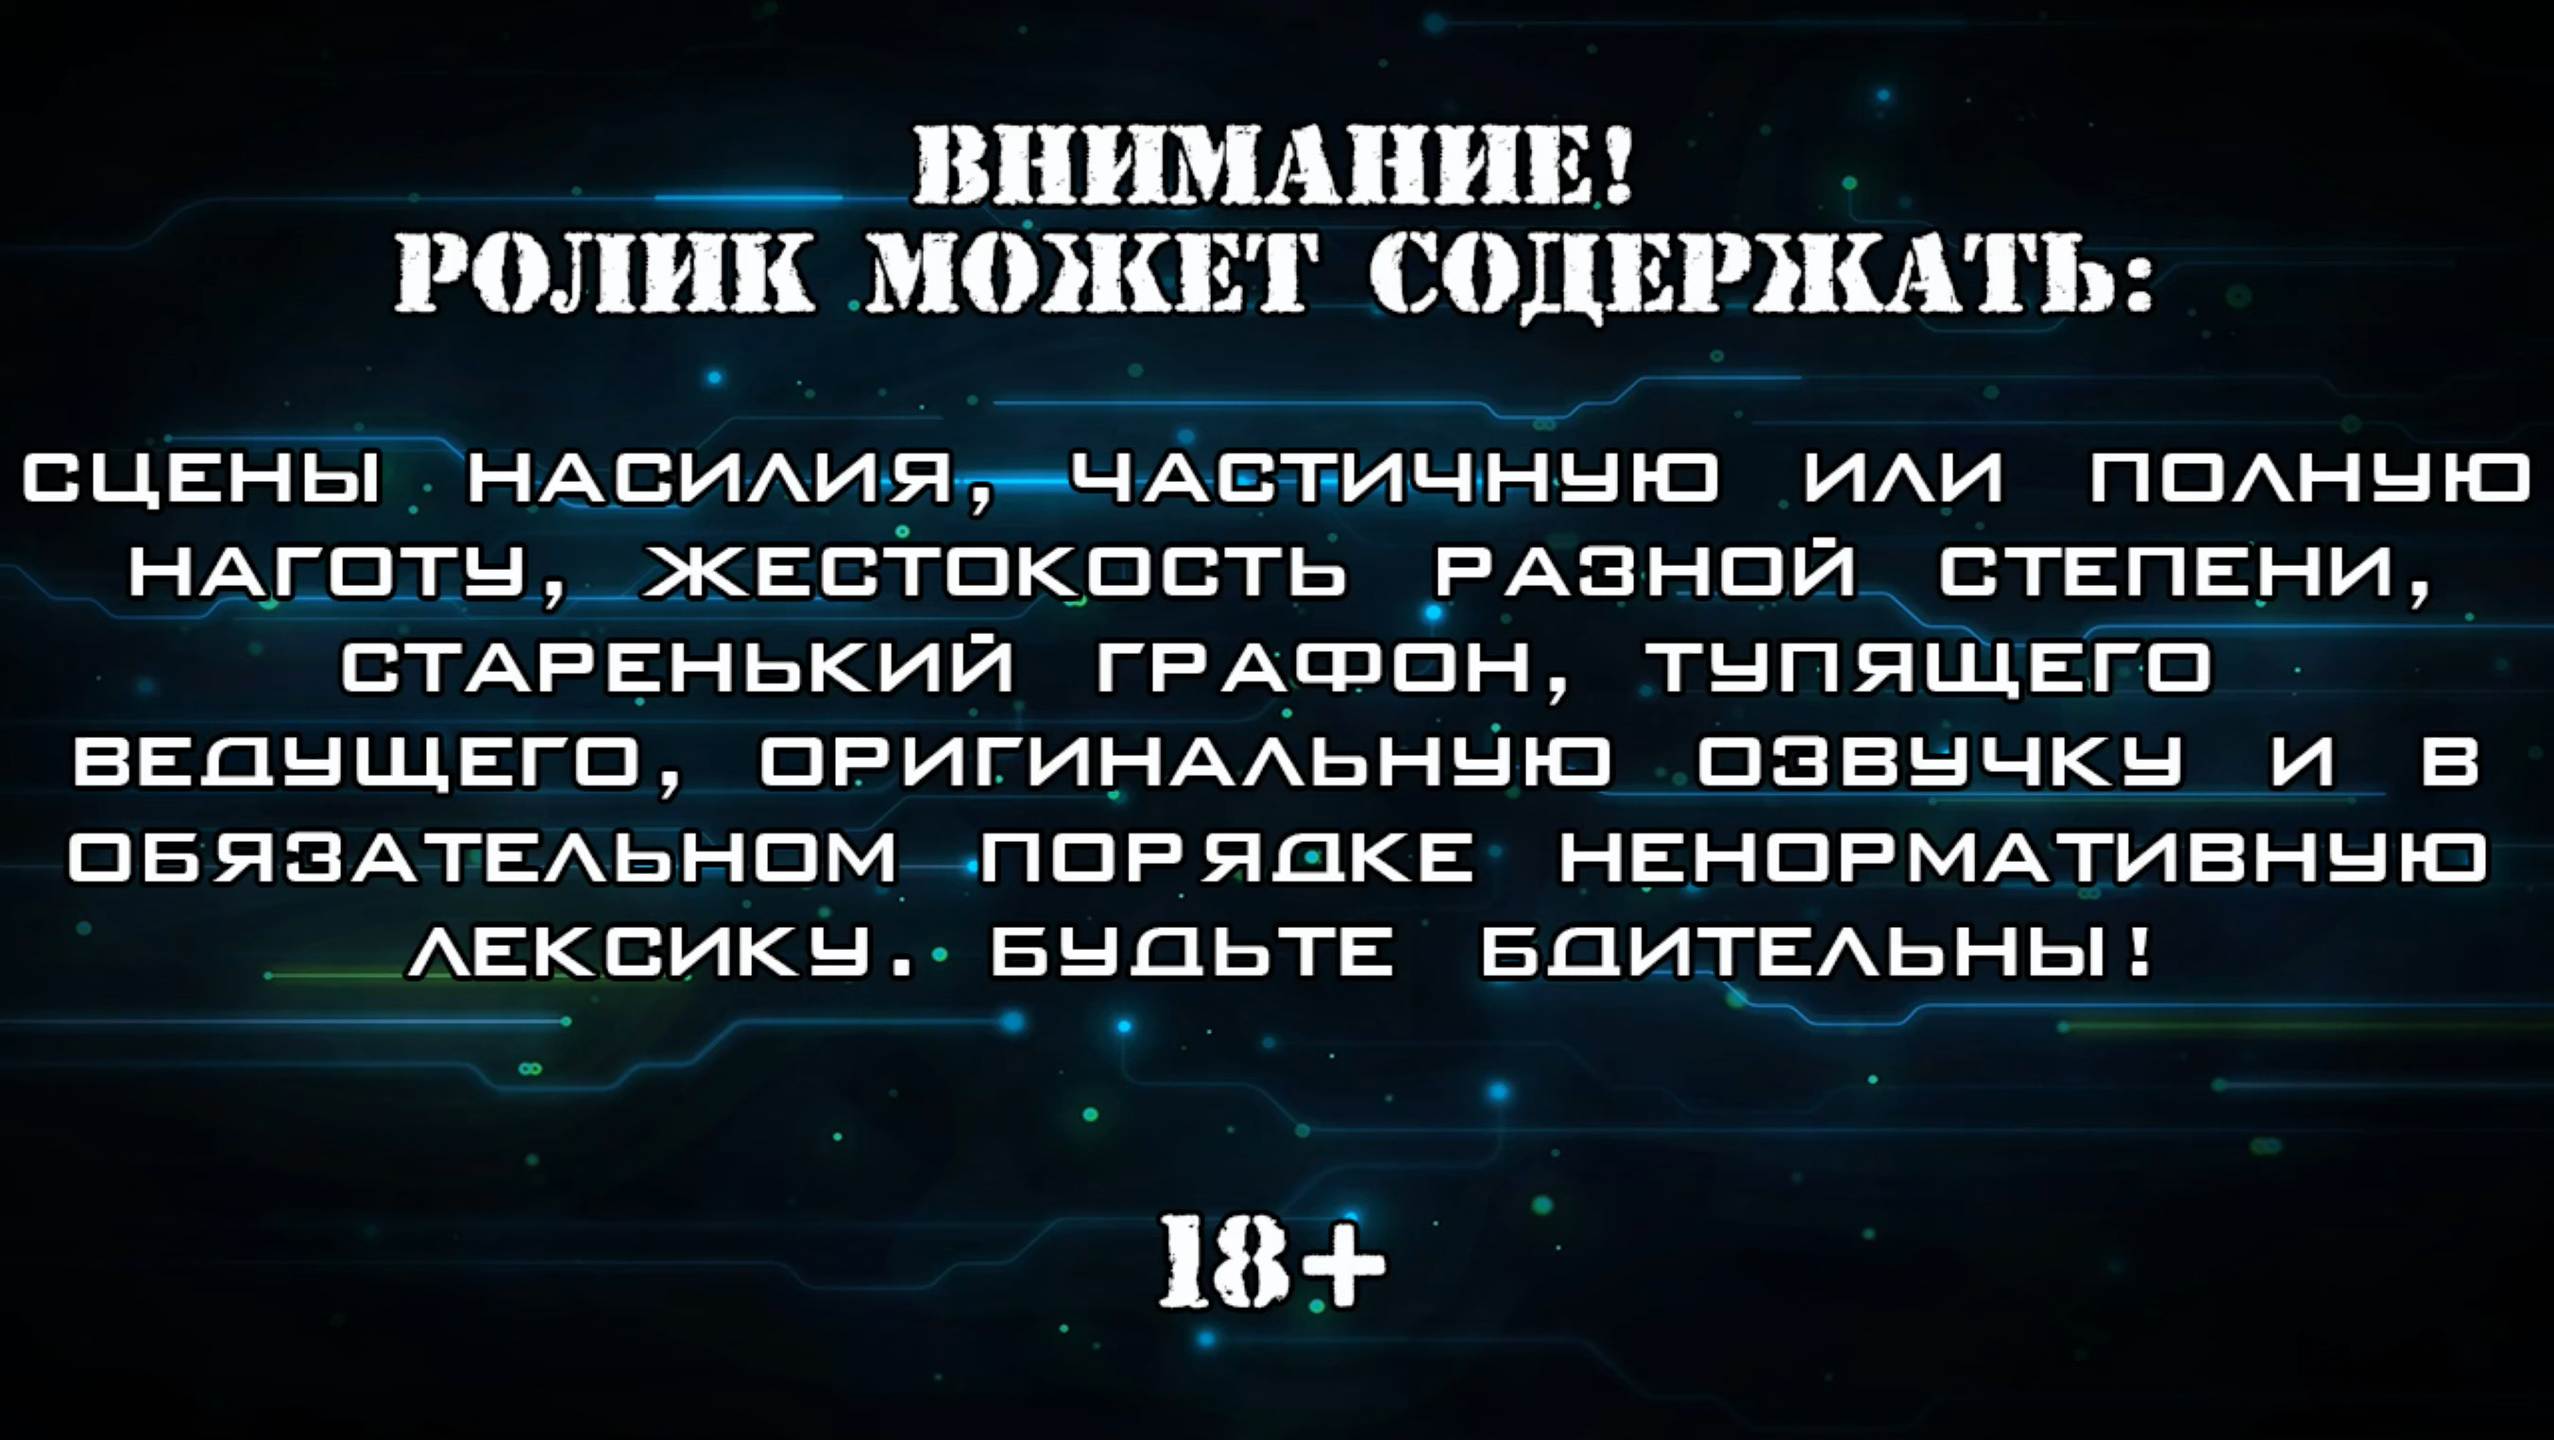 ВНИМАНИЕ!
РОЛИК МОЖЕТ СОДЕРЖАТЬ:
СЦЕНЫ НАСИЛИЯ, ЧАСТИЧНУЮ ИЛИ ПОЛНУЮ
НАГОТУ, ЖЕСТОКОСТЬ РАЗНОЙ СТЕПЕНИ,
СТАРЕНЬКИЙ ГРАФОН, ТУПЯЩЕГО
ВЕДУЩЕГО, ОРИГИНАЛЬНУЮ ОЗВУЧКУ И В
ОБЯЗАТЕЛЬНОМ ПОРЯДКЕ НЕНОРМАТИВНУЮ
ЛЕКСИКУ. БУДЬТЕ БДИТЕЛЬНЫ!
18+